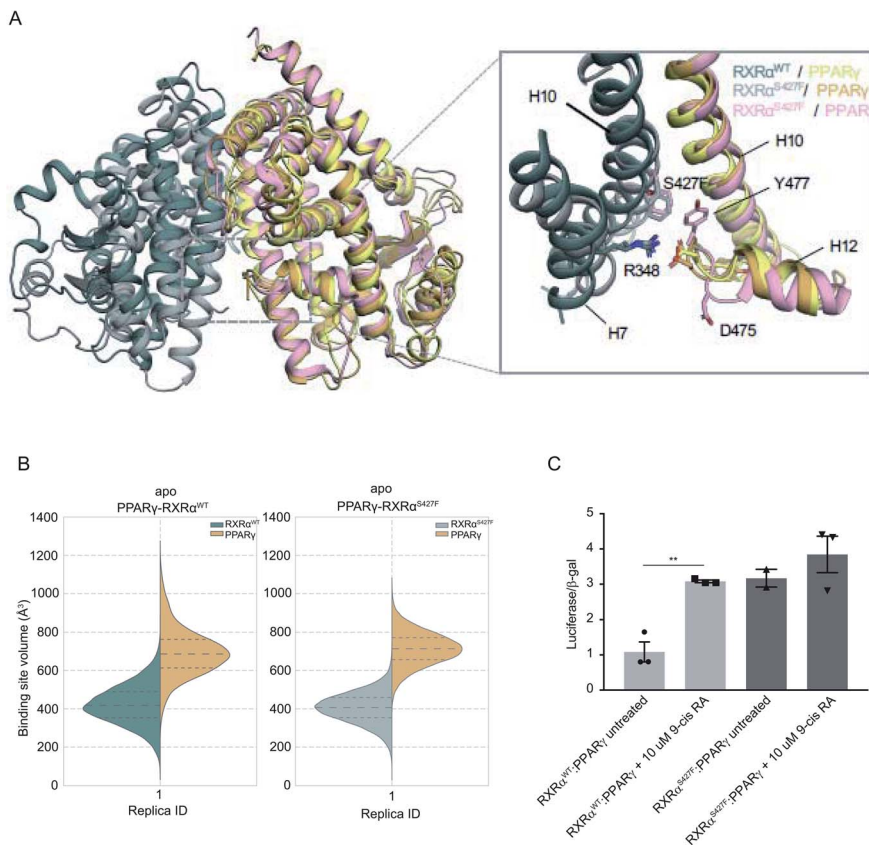 A
RXRα^WT / PPARγ
RXRα^S427F / PPARγ
RXRα^S427F / PPAR
H10
H10
S427F
Y477
H12
R348
D475
H7
B
apo
PPARγ-RXRα^WT
RXRα^WT
PPARγ
1400
1200
1000
800
600
400
200
0
Binding site volume (Å³)
1
Replica ID
apo
PPARγ-RXRα^S427F
RXRα^S427F
PPARγ
1400
1200
1000
800
600
400
200
0
1
Replica ID
C
Luciferase/β-gal
5
4
3
2
1
0
**
RXRα^WT:PPARγ untreated
RXRα^WT:PPARγ + 10 uM 9-cis RA
RXRα^S427F:PPARγ untreated
RXRα^S427F:PPARγ + 10 uM 9-cis RA